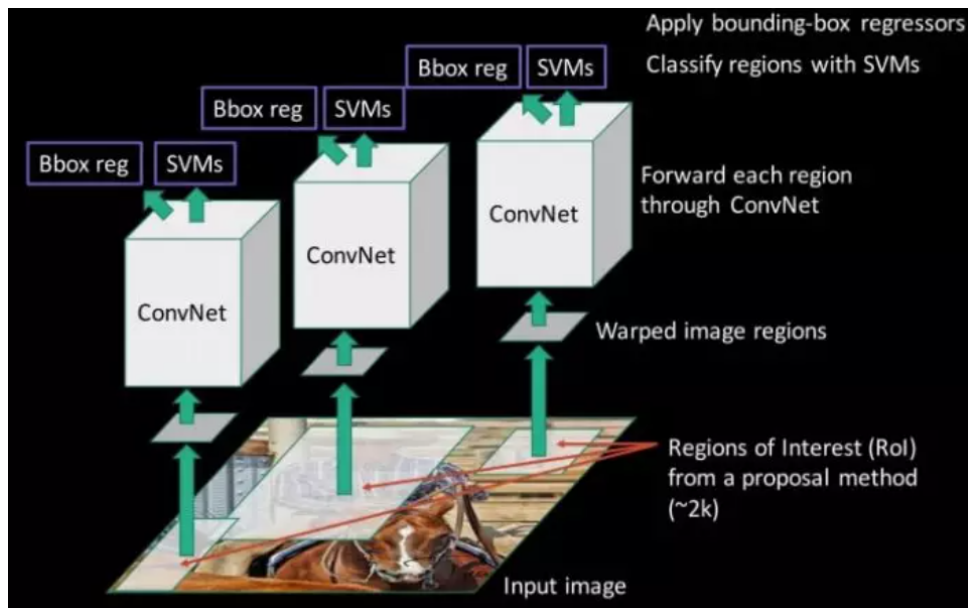 Apply bounding-box regressors
Bbox reg
SVMs
Classify regions with SVMs
Bbox reg
SVMs
Bbox reg
SVMs
Forward each region
through ConvNet
ConvNet
ConvNet
ConvNet
Warped image regions
Regions of Interest (RoI)
from a proposal method
(~2k)
Input image